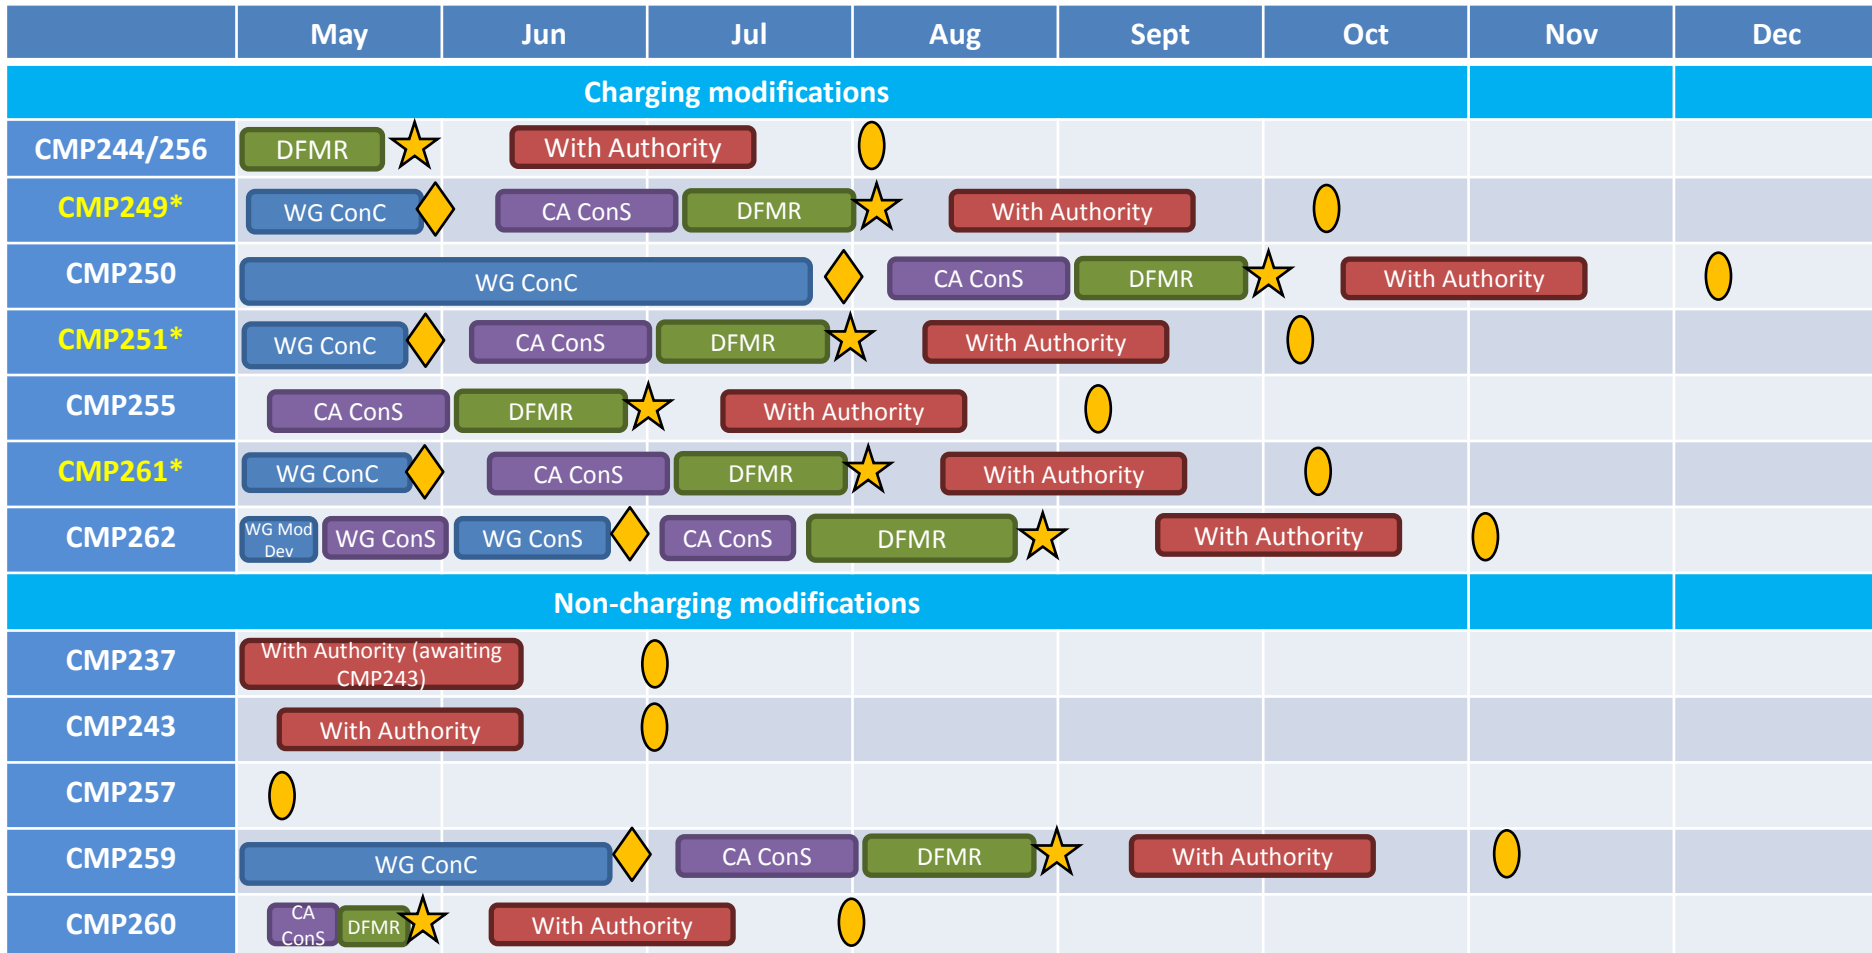 May Jun Jul Aug Sept Oct Nov Dec
Charging modifications
CMP244/256 DFMR With Authority
CMP249* WG ConC CA ConS DFMR With Authority
CMP250 WG ConC CA ConS DFMR With Authority
CMP251* WG ConC CA ConS DFMR With Authority
CMP255 CA ConS DFMR With Authority
CMP261* WG ConC CA ConS DFMR With Authority
CMP262 WG Mod Dev WG ConS WG ConS CA ConS DFMR With Authority
Non-charging modifications
CMP237 With Authority (awaiting CMP243)
CMP243 With Authority
CMP257
CMP259 WG ConC CA ConS DFMR With Authority
CMP260 CA ConS DFMR With Authority